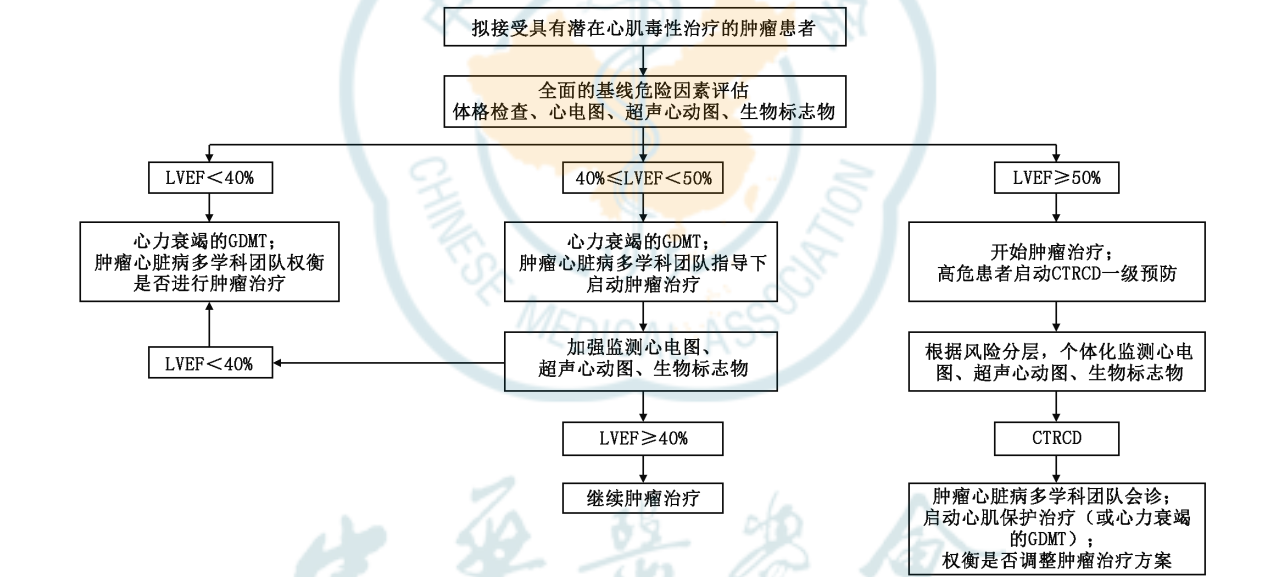 拟接受具有潜在心肌毒性治疗的肿瘤患者
全面的基线危险因素评估
体格检查、心电图、超声心动图、生物标志物
LVEF<40%
40%≤LVEF<50%
LVEF≥50%
心力衰竭的GDMT；
肿瘤心脏病多学科团队权衡
是否进行肿瘤治疗
心力衰竭的GDMT；
肿瘤心脏病多学科团队指导下
启动肿瘤治疗
开始肿瘤治疗；
高危患者启动CTRCD一级预防
LVEF<40%
加强监测心电图、
超声心动图、生物标志物
根据风险分层，个体化监测心电
图、超声心动图、生物标志物
LVEF≥40%
CTRCD
继续肿瘤治疗
肿瘤心脏病多学科团队会诊；
启动心肌保护治疗（或心力衰竭
的GDMT）；
权衡是否调整肿瘤治疗方案
CHINESE MEDICAL ASSOCIATION